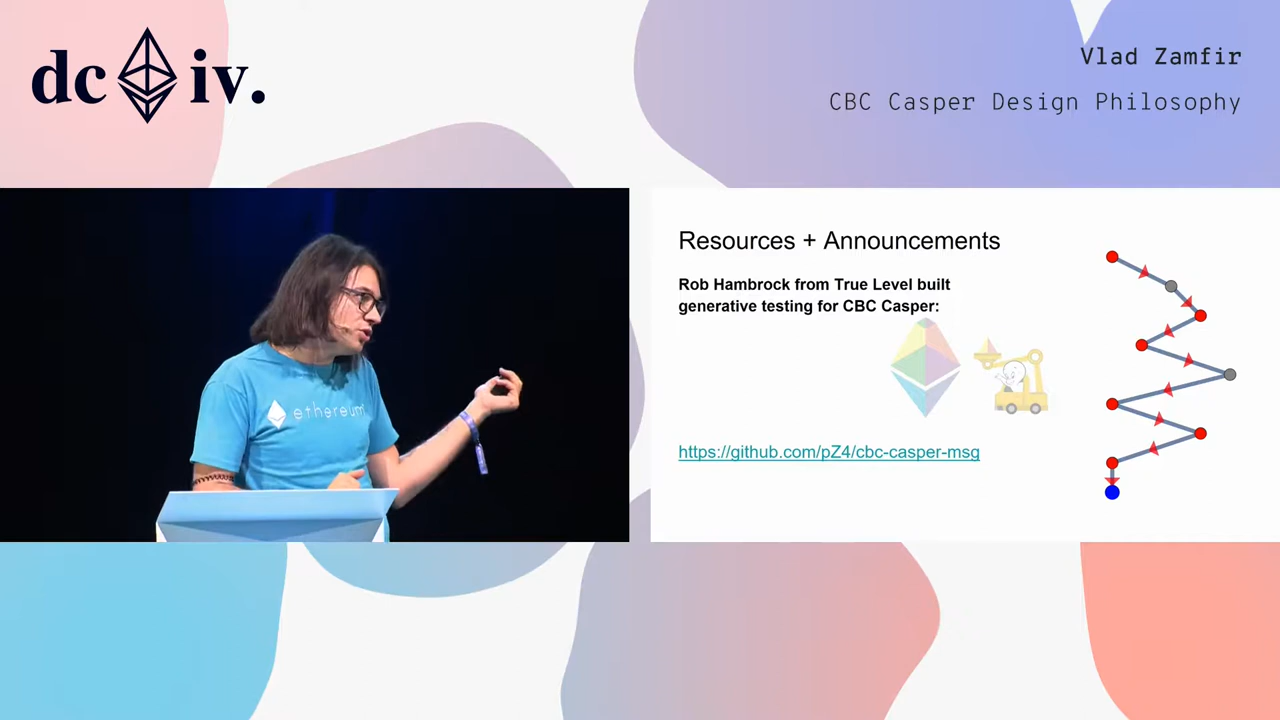 dc iv.
Vlad Zamfir
CBC Casper Design Philosophy
ethereum
Resources + Announcements
Rob Hambrock from True Level built
generative testing for CBC Casper:
https://github.com/pZ4/cbc-casper-msg